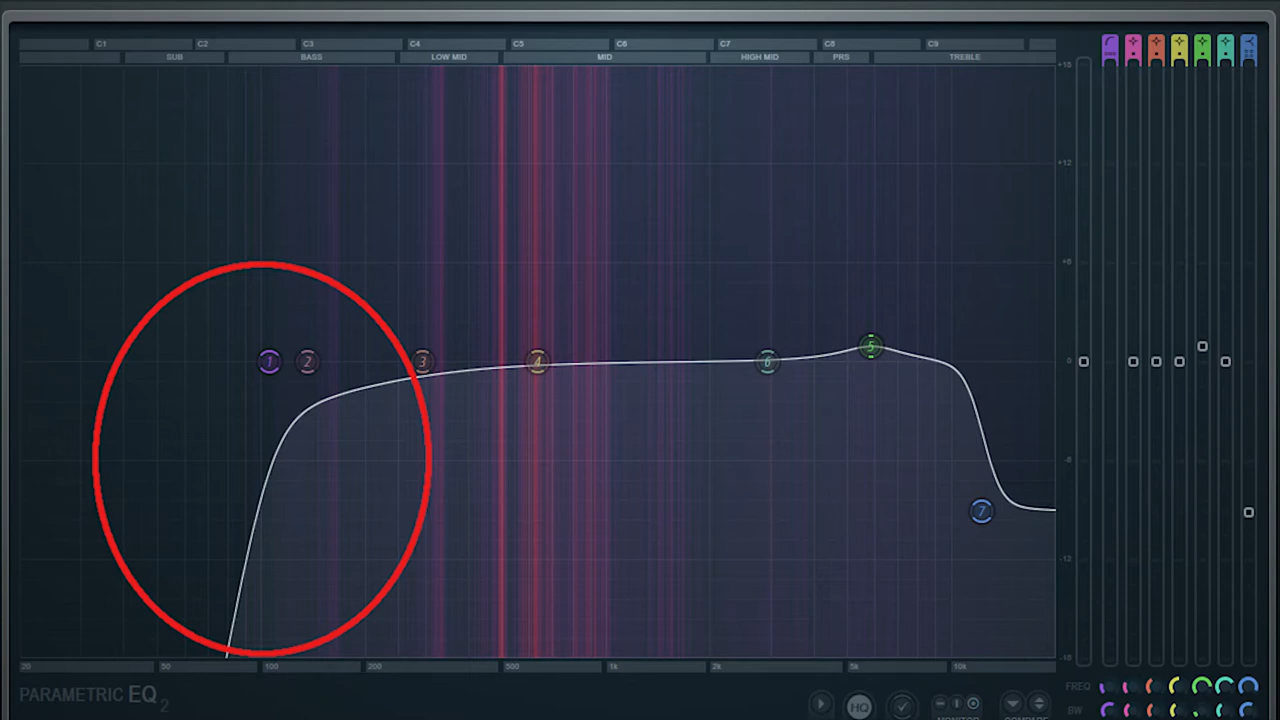 C1 C2 C3 C4 C5 C6 C7 C8 C9
SUB BASS LOW MID MID HIGH MID PRS TREBLE
+18
+12
+6
1 2 3 4 6 5 0
-6
7
-12
-18
20 50 100 200 500 1k 2k 5k 10k
FREQ
PARAMETRIC EQ 2
HQ
BW
MONITOR COMPARE